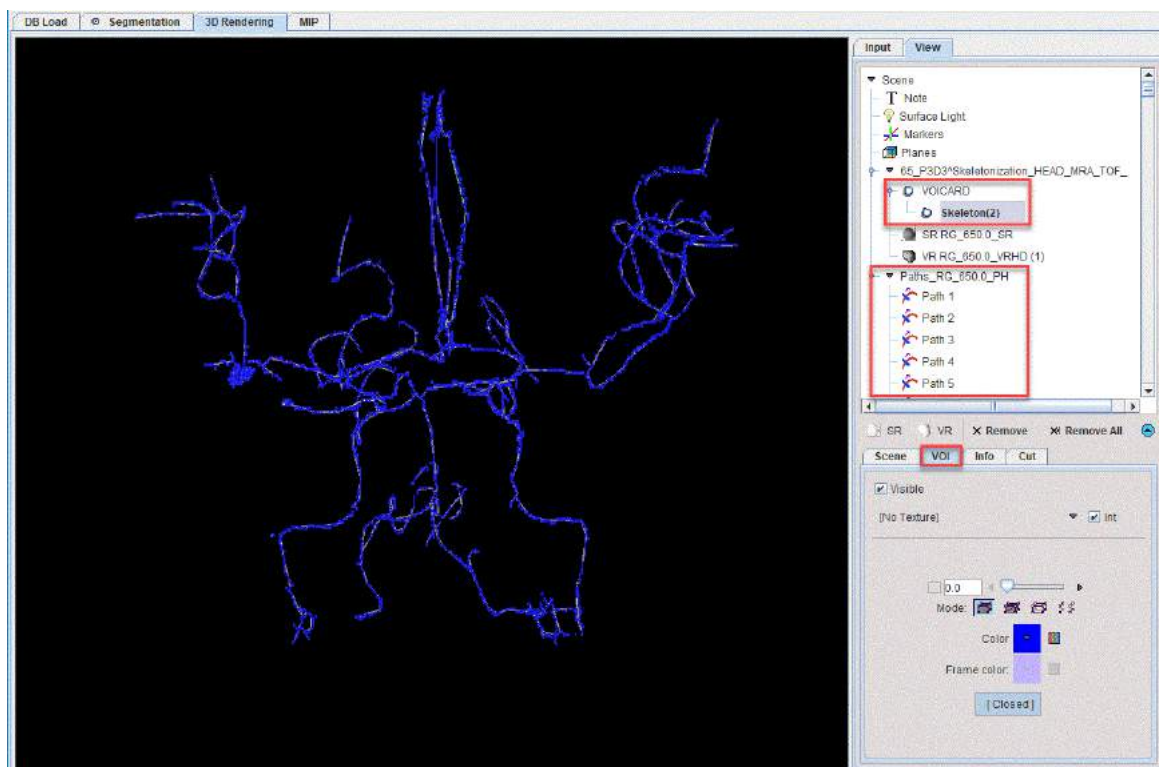 DB Load Segmentation 3D Rendering MIP
Input View
Scene
T Note
Surface Light
Markers
Planes
65_P3D3^Skeletonization_HEAD_MRA_TOF_
VOICARD
Skeleton(2)
SR RG_650.0_SR
VR RG_650.0_VRHD (1)
Paths_RG_650.0_PH
Path 1
Path 2
Path 3
Path 4
Path 5
SR VR Remove Remove All
Scene VOI Info Cut
Visible
[No Texture] Int
0.0
Mode:
Color
Frame color:
[Closed]